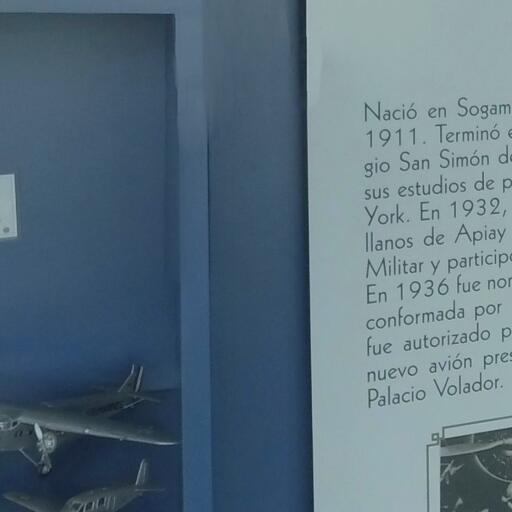 Nació en Sogam
1911. Terminó e
gio San Simón d
sus estudios de p
York. En 1932,
llanos de Apiay
Militar y particip
En 1936 fue nor
conformada por
fue autorizado p
nuevo avión pres
Palacio Volador.